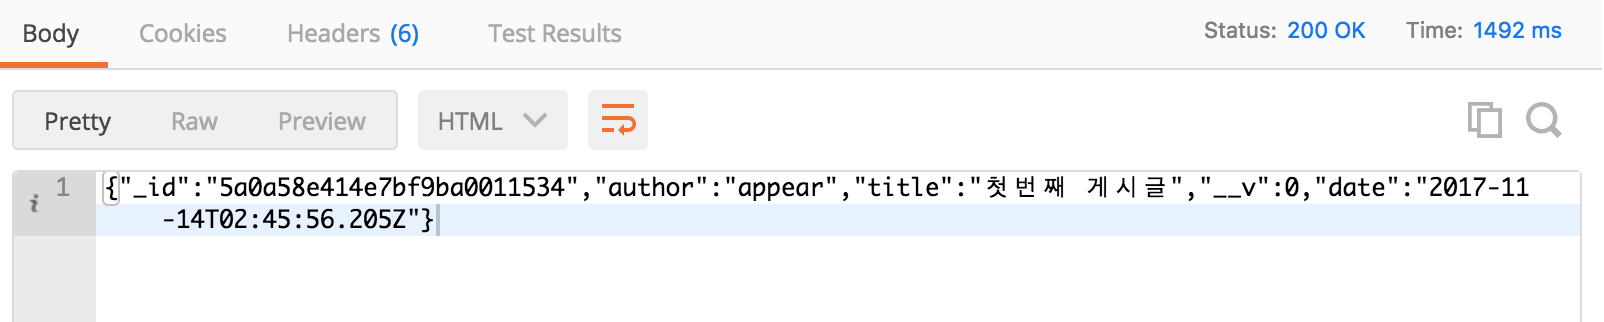 Body Cookies Headers (6) Test Results Status: 200 OK Time: 1492 ms
Pretty Raw Preview HTML
i 1 {"_id":"5a0a58e414e7bf9ba0011534","author":"appear","title":"첫번째 게시글","__v":0,"date":"2017-11
-14T02:45:56.205Z"}